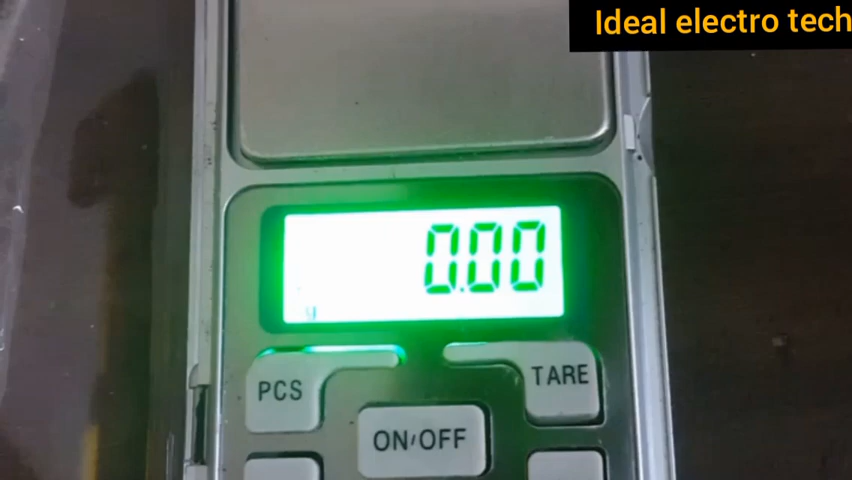 Ideal electro tech
0.00
g
PCS
TARE
ON/OFF